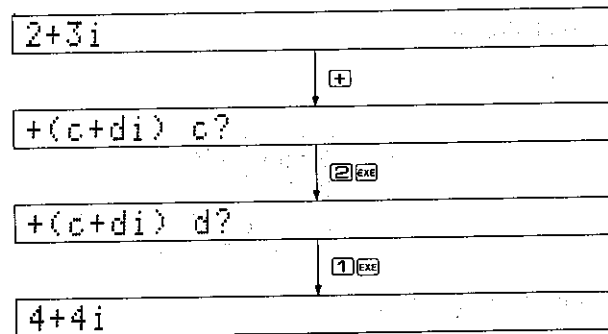 2+3i
+
+(c+di) c?
2 EXE
+(c+di) d?
1 EXE
4+4i